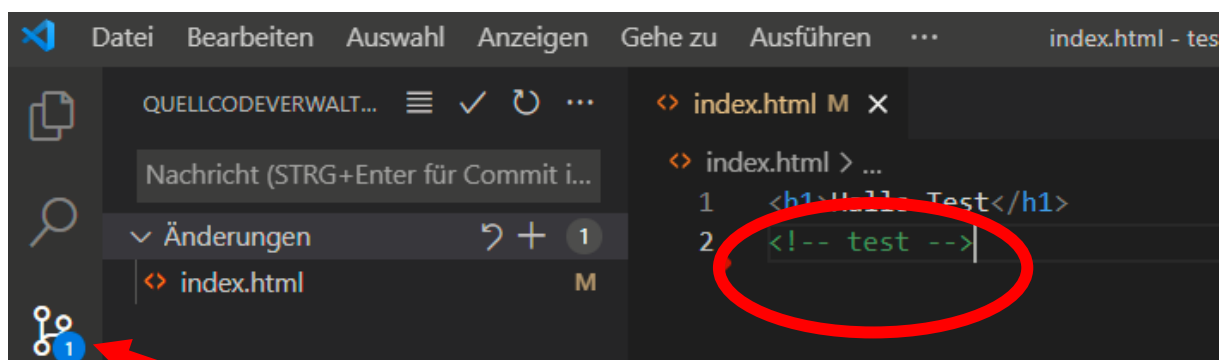 Datei Bearbeiten Auswahl Anzeigen Gehe zu Ausführen ··· index.html - tes
QUELLCODEVERWALT... ···
index.html M
Nachricht (STRG+Enter für Commit i...
index.html > ...
Änderungen 1
1 <h1>Hallo Test</h1>
2 <!-- test -->
index.html M
1